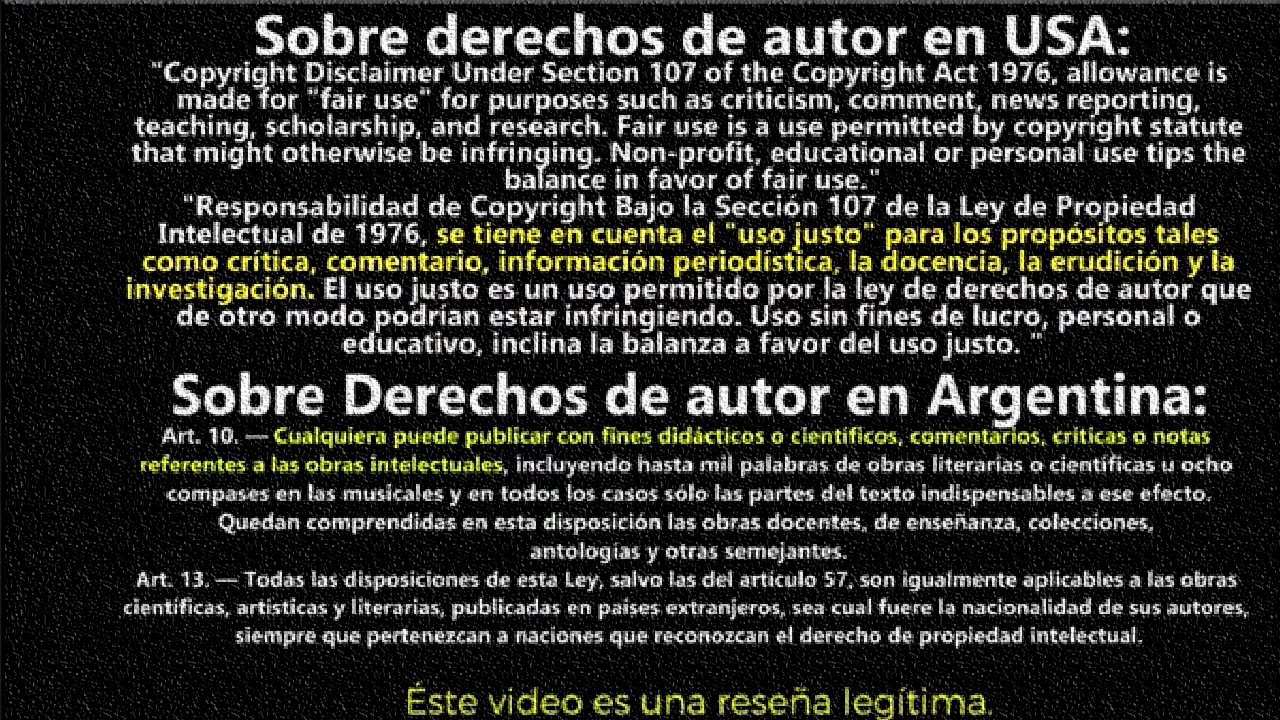 Sobre derechos de autor en USA:
"Copyright Disclaimer Under Section 107 of the Copyright Act 1976, allowance is
made for "fair use" for purposes such as criticism, comment, news reporting,
teaching, scholarship, and research. Fair use is a use permitted by copyright statute
that might otherwise be infringing. Non-profit, educational or personal use tips the
balance in favor of fair use."
"Responsabilidad de Copyright Bajo la Sección 107 de la Ley de Propiedad
Intelectual de 1976, se tiene en cuenta el "uso justo" para los propósitos tales
como crítica, comentario, información periodística, la docencia, la erudición y la
investigación. El uso justo es un uso permitido por la ley de derechos de autor que
de otro modo podrían estar infringiendo. Uso sin fines de lucro, personal o
educativo, inclina la balanza a favor del uso justo. "
Sobre Derechos de autor en Argentina:
Art. 10. — Cualquiera puede publicar con fines didácticos o científicos, comentarios, críticas o notas
referentes a las obras intelectuales, incluyendo hasta mil palabras de obras literarias o científicas u ocho
compases en las musicales y en todos los casos sólo las partes del texto indispensables a ese efecto.
Quedan comprendidas en esta disposición las obras docentes, de enseñanza, colecciones,
antologías y otras semejantes.
Art. 13. — Todas las disposiciones de esta Ley, salvo las del artículo 57, son igualmente aplicables a las obras
científicas, artísticas y literarias, publicadas en países extranjeros, sea cual fuere la nacionalidad de sus autores,
siempre que pertenezcan a naciones que reconozcan el derecho de propiedad intelectual.
Éste video es una reseña legítima.